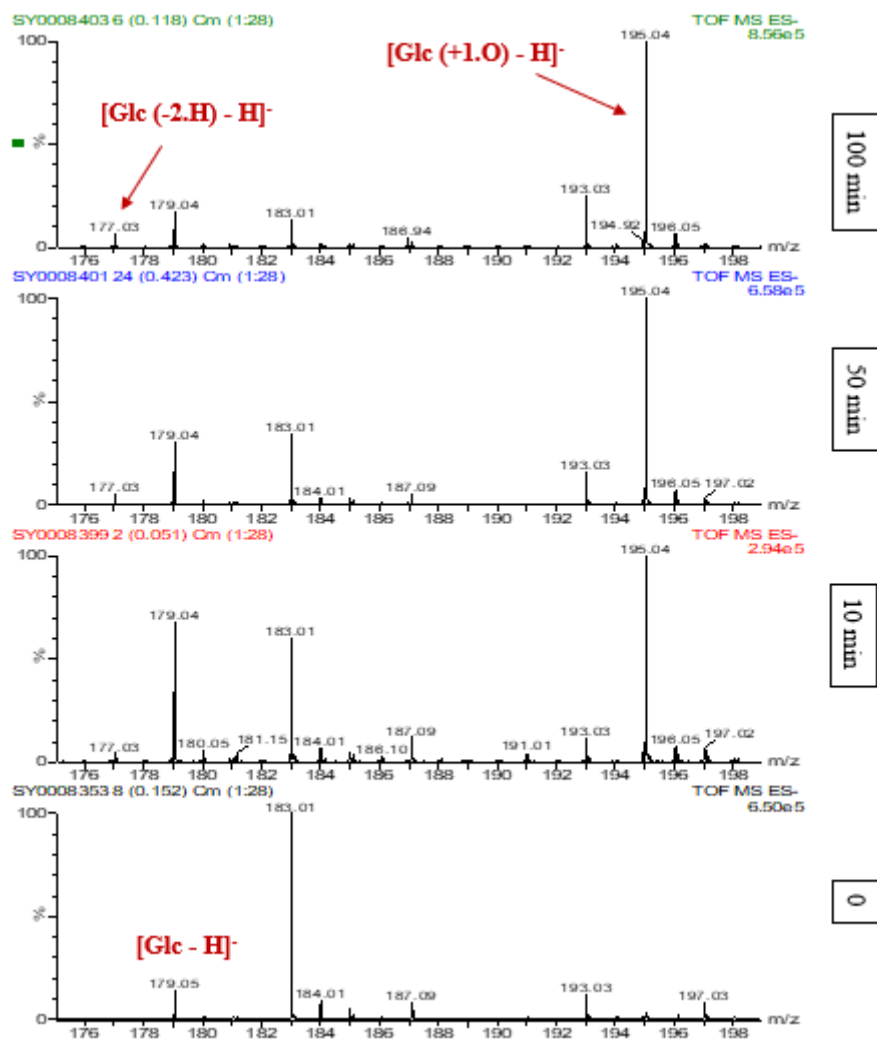 SY00084036 (0.118) Cm (1:28)
TOF MS ES-
8.56e5
100
%
0
[Glc (-2.H) - H]-
[Glc (+1.O) - H]-
177.03
179.04
183.01
186.94
193.03
194.92
195.04
196.05
176 178 180 182 184 186 188 190 192 194 196 198 m/z
100 min
SY00084012 4 (0.423) Cm (1:28)
TOF MS ES-
6.58e5
100
%
0
177.03
179.04
183.01
184.01
187.09
193.03
195.04
196.05
197.02
176 178 180 182 184 186 188 190 192 194 196 198 m/z
50 min
SY00083992 (0.051) Cm (1:28)
TOF MS ES-
2.94e5
100
%
0
177.03
179.04
180.05
181.15
183.01
184.01
186.10
187.09
191.01
193.03
195.04
196.05
197.02
176 178 180 182 184 186 188 190 192 194 196 198 m/z
10 min
SY00083538 (0.152) Cm (1:28)
TOF MS ES-
6.50e5
100
%
0
[Glc - H]-
179.05
183.01
184.01
187.09
193.03
197.03
176 178 180 182 184 186 188 190 192 194 196 198 m/z
0